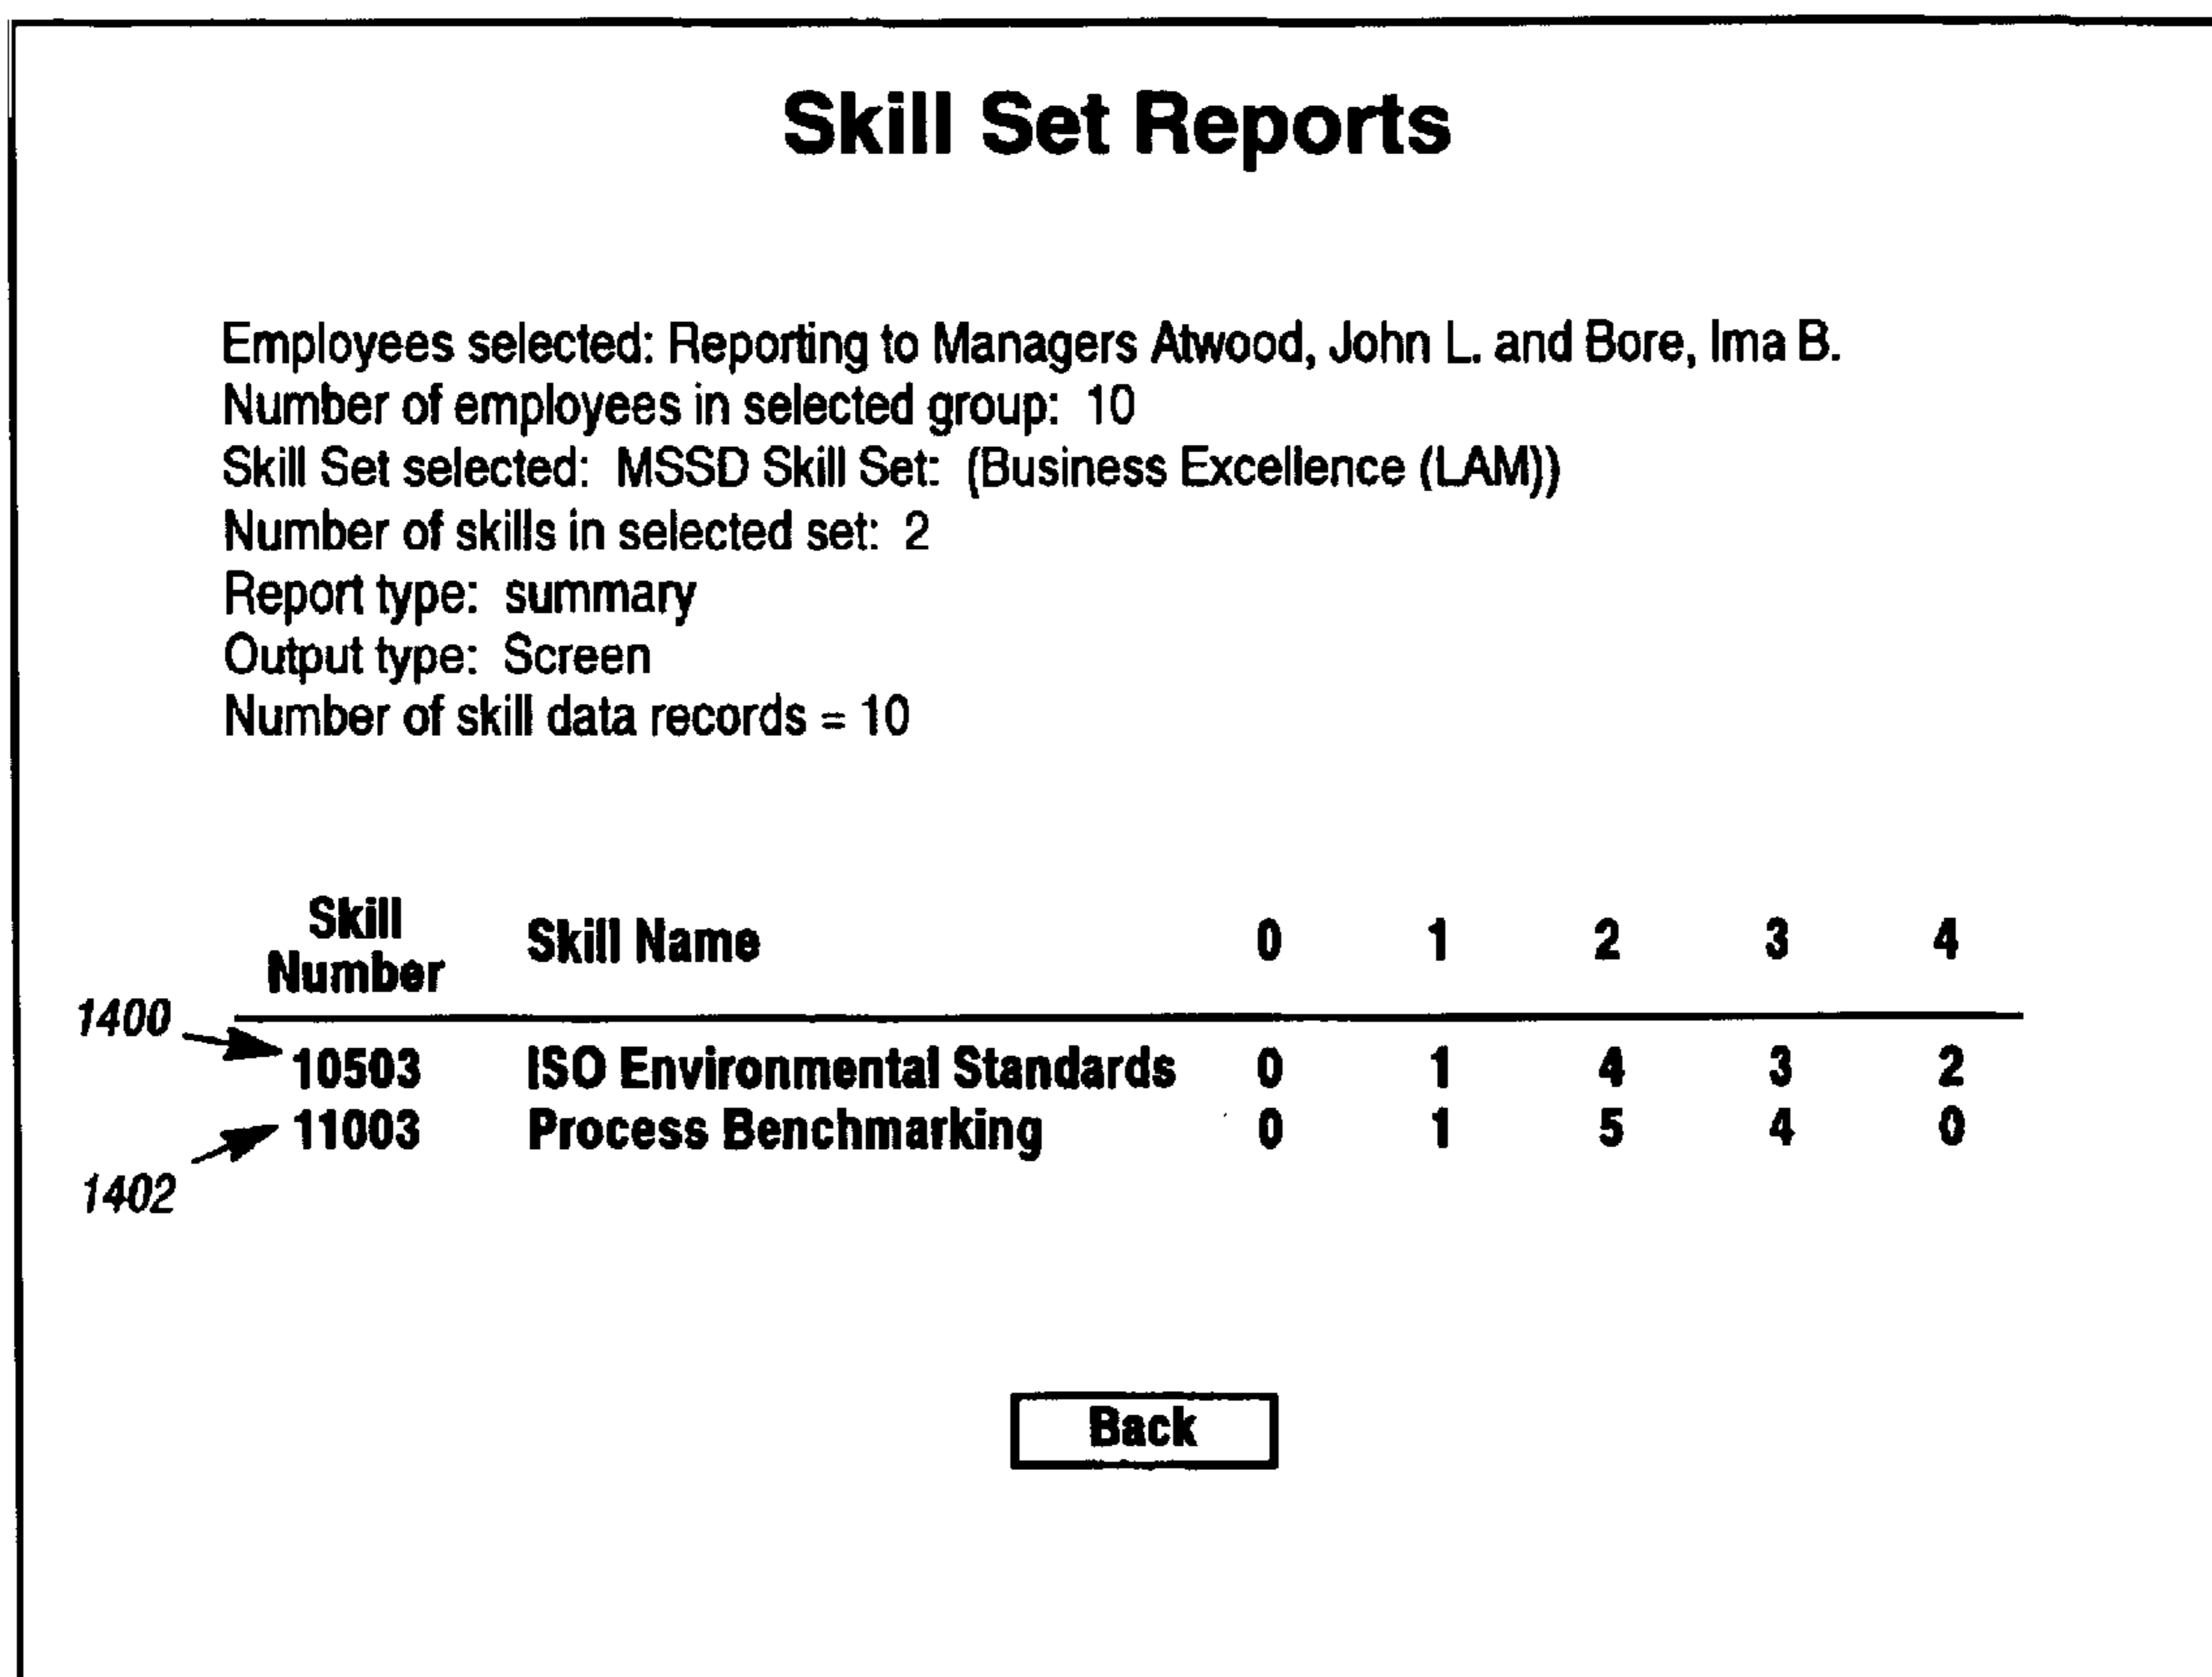 Skill Set Reports
Employees selected: Reporting to Managers Atwood, John L. and Bore, Ima B.
Number of employees in selected group: 10
Skill Set selected: MSSD Skill Set: (Business Excellence (LAM))
Number of skills in selected set: 2
Report type: summary
Output type: Screen
Number of skill data records = 10
Skill
Number
Skill Name 0 1 2 3 4
1400
10503 ISO Environmental Standards 0 1 4 3 2
11003 Process Benchmarking 0 1 5 4 0
1402
Back